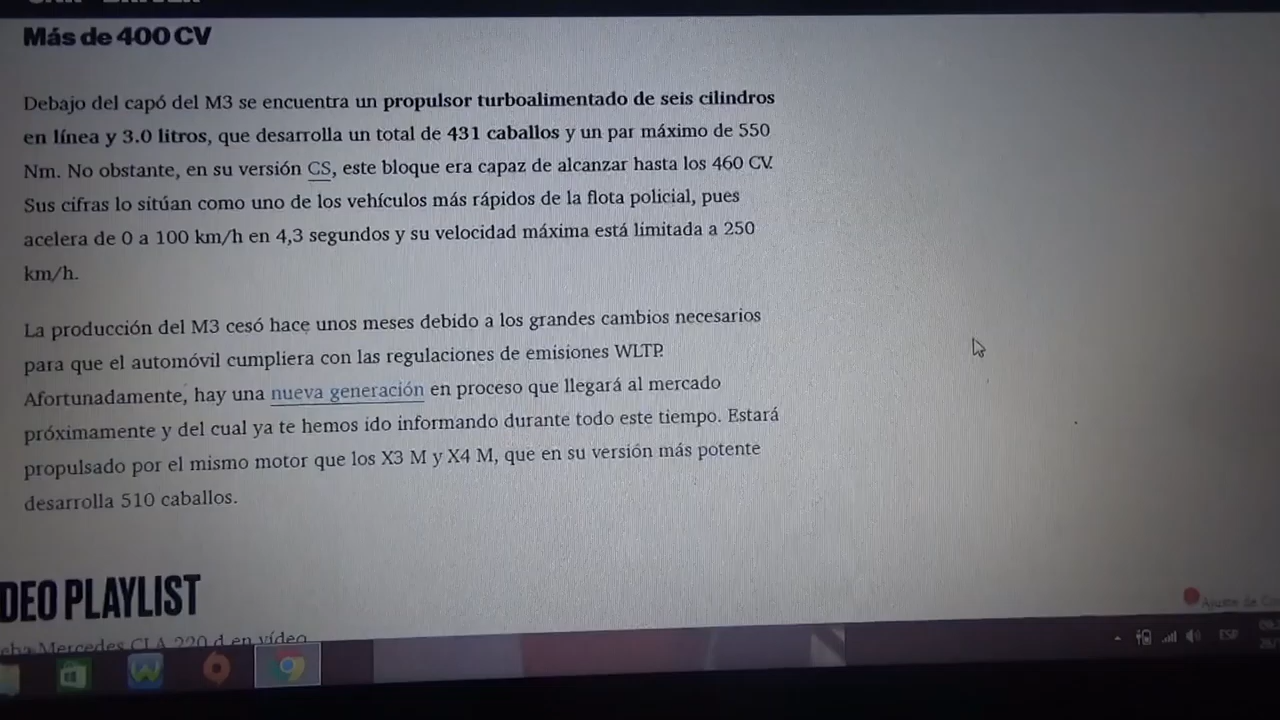 Más de 400 CV
Debajo del capó del M3 se encuentra un propulsor turboalimentado de seis cilindros
en línea y 3.0 litros, que desarrolla un total de 431 caballos y un par máximo de 550
Nm. No obstante, en su versión CS, este bloque era capaz de alcanzar hasta los 460 CV.
Sus cifras lo sitúan como uno de los vehículos más rápidos de la flota policial, pues
acelera de 0 a 100 km/h en 4,3 segundos y su velocidad máxima está limitada a 250
km/h.
La producción del M3 cesó hace unos meses debido a los grandes cambios necesarios
para que el automóvil cumpliera con las regulaciones de emisiones WLTP.
Afortunadamente, hay una nueva generación en proceso que llegará al mercado
próximamente y del cual ya te hemos ido informando durante todo este tiempo. Estará
propulsado por el mismo motor que los X3 M y X4 M, que en su versión más potente
desarrolla 510 caballos.
DEO PLAYLIST
Mercedes CLA 220 d en vídeo
Ajuste de
ESP